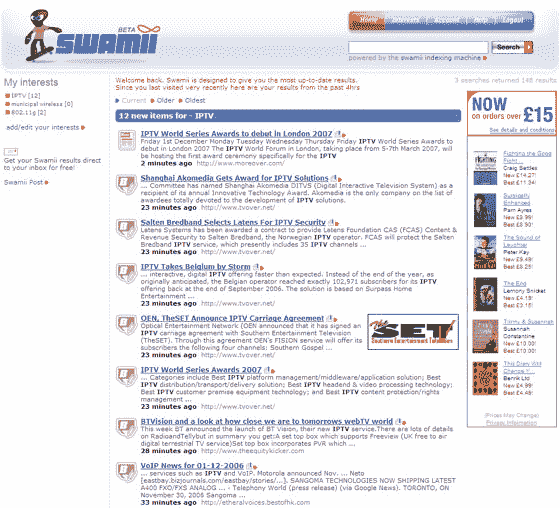 BETA
SWAMII
Home | Interests | Account | Help | Logout
Search
powered by the swamii indexing machine
My interests
IPTV [12]
municipal wireless [0]
802.11g [0]
add/edit your interests
Get your Swamii results direct
to your inbox for free!
Swamii Post
Welcome back. Swamii is designed to give you the most up-to-date results.
Since you last visited very recently here are your results from the past 4hrs
3 searches returned 148 results
Current Older Oldest
12 new items for - IPTV
IPTV World Series Awards to debut in London 2007
Friday 1st December Monday Tuesday Wednesday Thursday Friday IPTV World Series Awards to
debut in London 2007 The IPTV World Forum in London, taking place from 5-7th March 2007, will
be hosting the first award ceremony specifically for the IPTV
2 minutes ago http://www.moreover.com/
Shanghai Akomedia Gets Award for IPTV Solutions
... Committee has named Shanghai Akomedia DITVS (Digital Interactive Television System) as a
recipient of its annual Innovative Technology Award. Akomedia is the only company on the list of
awardees totally devoted to the development of IPTV solutions.
23 minutes ago http://www.tvover.net/
Salten Bredband Selects Latens For IPTV Security
Latens Systems has been awarded a contract to provide Latens Foundation CAS (FCAS) Content &
Revenue Security to Salten Bredband, the Norwegian IPTV operator. FCAS will protect the Salten
Bredband IPTV service, which presently includes 35 IPTV channels ...
23 minutes ago http://www.tvover.net/
IPTV Takes Belgium by Storm
... interactive, digital IPTV offering faster than expected. Instead of the end of the year, as
originally anticipated, the Belgian operator reached exactly 102,971 subscribers for its IPTV
offering back at the end of September 2006. The solution is based on Surpass Home
Entertainment ...
23 minutes ago http://www.tvover.net/
OEN, TheSET Announce IPTV Carriage Agreement
Optical Entertainment Network (OEN) announced that it has signed an
IPTV carriage agreement with Southern Entertainment Television
(TheSET). Through this agreement OEN's FISION service will offer its
subscribers the following four channels: Southern Gospel ...
23 minutes ago http://www.tvover.net/
The SET
Southern Entertainment Television
IPTV World Series Awards 2007
... Categories include Best IPTV platform management/middleware/application solution; Best
IPTV distribution/transport/delivery solution; Best IPTV headend & video processing technology;
Best IPTV customer premise equipment technology; and Best IPTV content protection/rights
management ...
23 minutes ago http://www.tvover.net/
BTVision and a look at how close we are to tomorrows webTV world
This week BT announced the launch of BT Vision, their new IPTV service.There are lots of details
on RadioandTellybut in summary you get:A set top box which supports Freeview (UK free to air
digital terrestrial TV service)Set top box incorporates PVR which ...
28 minutes ago http://www.theequitykicker.com
VoIP News for 01-12-2006
... services such as IPTV and VoIP. Motorola announced Nov. ... Neto
[eastbay.bizjournals.com/eastbay/stories/...]. SANGOMA TECHNOLOGIES NOW SHIPPING LATEST
A400 FXO/FXS ANALOG ... - Telephony World (press release) (via Google News). TORONTO, ON
November 30, 2006 Sangoma ...
33 minutes ago http://etheralvoices.bestofhk.com
NOW
on orders over £15
See details and conditions
Fighting the Good
Fight...
Craig Settles
New £14.27!
Best £11.34!
Surgically
Enhanced
Pam Ayres
New £8.99!
Best £6.90!
The Sound of
Laughter
Peter Kay
New £9.49!
Best £6.29!
The End
Lemony Snicket
New £4.19!
Best £3.15!
Trinny & Susannah
Susannah
Constantine
New £10.00!
Best £10.00!
This Diary Will
Change Y...
Benrik Ltd
New £4.99!
Best £4.48!
(Prices May Change)
Privacy Information